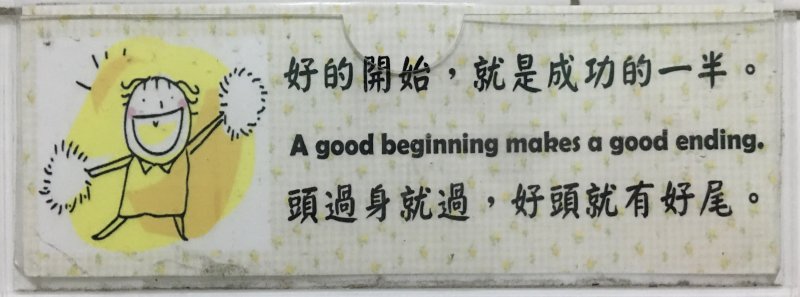 好的開始，就是成功的一半。
A good beginning makes a good ending.
頭過身就過，好頭就有好尾。